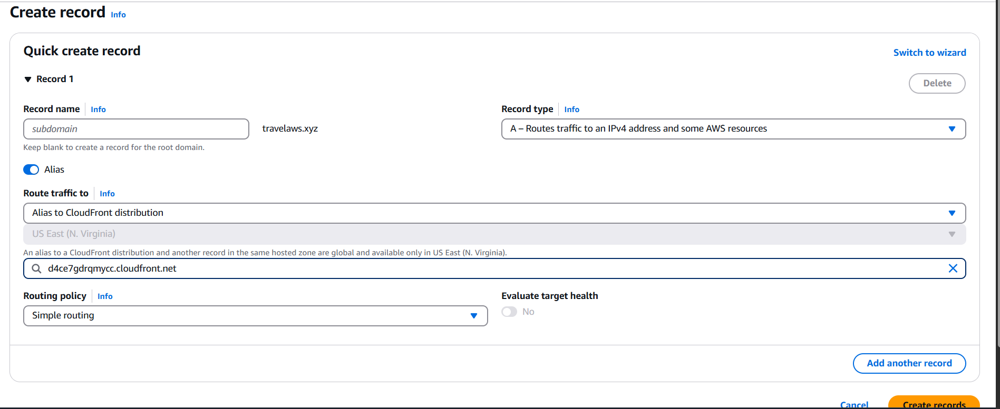 Create record Info
Quick create record
Switch to wizard
Record 1
Delete
Record name Info
Record type Info
subdomain
travelaws.xyz
A – Routes traffic to an IPv4 address and some AWS resources
Keep blank to create a record for the root domain.
Alias
Route traffic to Info
Alias to CloudFront distribution
US East (N. Virginia)
An alias to a CloudFront distribution and another record in the same hosted zone are global and available only in US East (N. Virginia).
d4ce7gdrqmycc.cloudfront.net
Routing policy Info
Evaluate target health
Simple routing
No
Add another record
Cancel
Create records